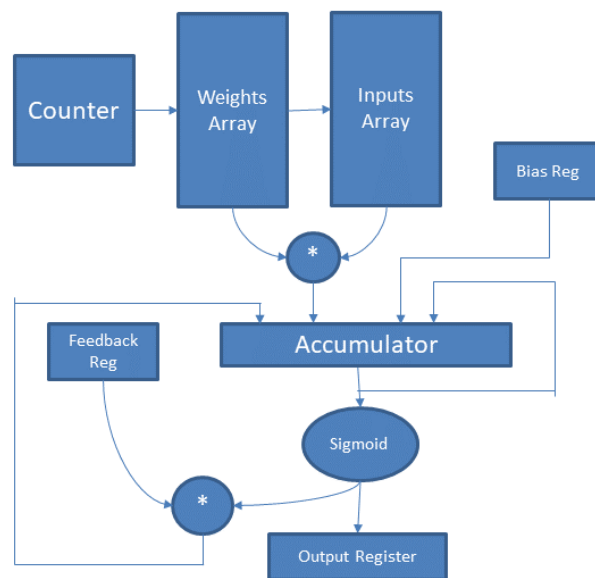 Counter
Weights
Array
Inputs
Array
Bias Reg
*
Feedback
Reg
Accumulator
Sigmoid
*
Output Register